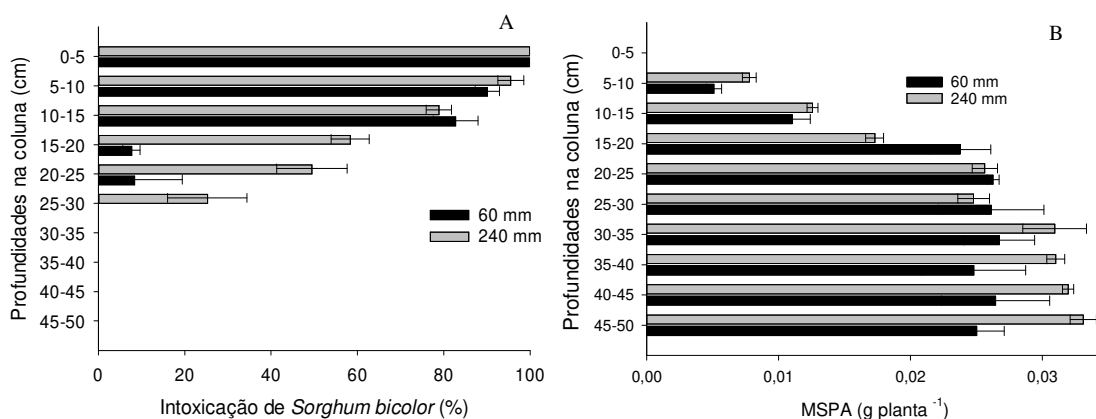 A
Profundidades na coluna (cm)
0-5
5-10
10-15
15-20
20-25
25-30
30-35
35-40
40-45
45-50
60 mm
240 mm
0 20 40 60 80 100
Intoxicação de Sorghum bicolor (%)
B
Profundidades na coluna (cm)
0-5
5-10
10-15
15-20
20-25
25-30
30-35
35-40
40-45
45-50
60 mm
240 mm
0,00 0,01 0,02 0,03
MSPA (g planta ⁻¹)